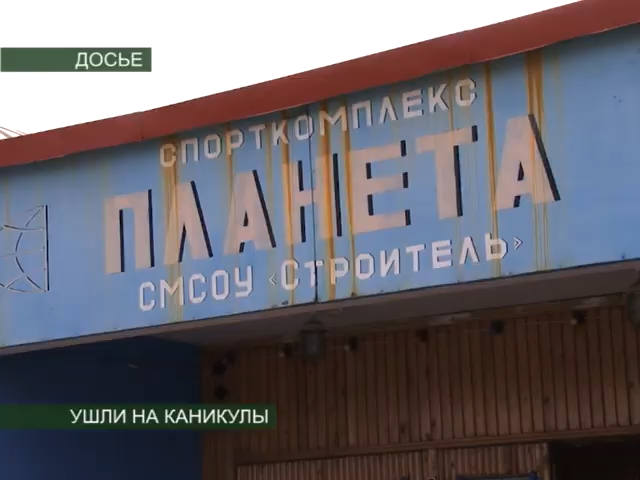 ДОСЬЕ
СПОРТКОМПЛЕКС
ПЛАНЕТА
СМСОУ «СТРОИТЕЛЬ»
УШЛИ НА КАНИКУЛЫ